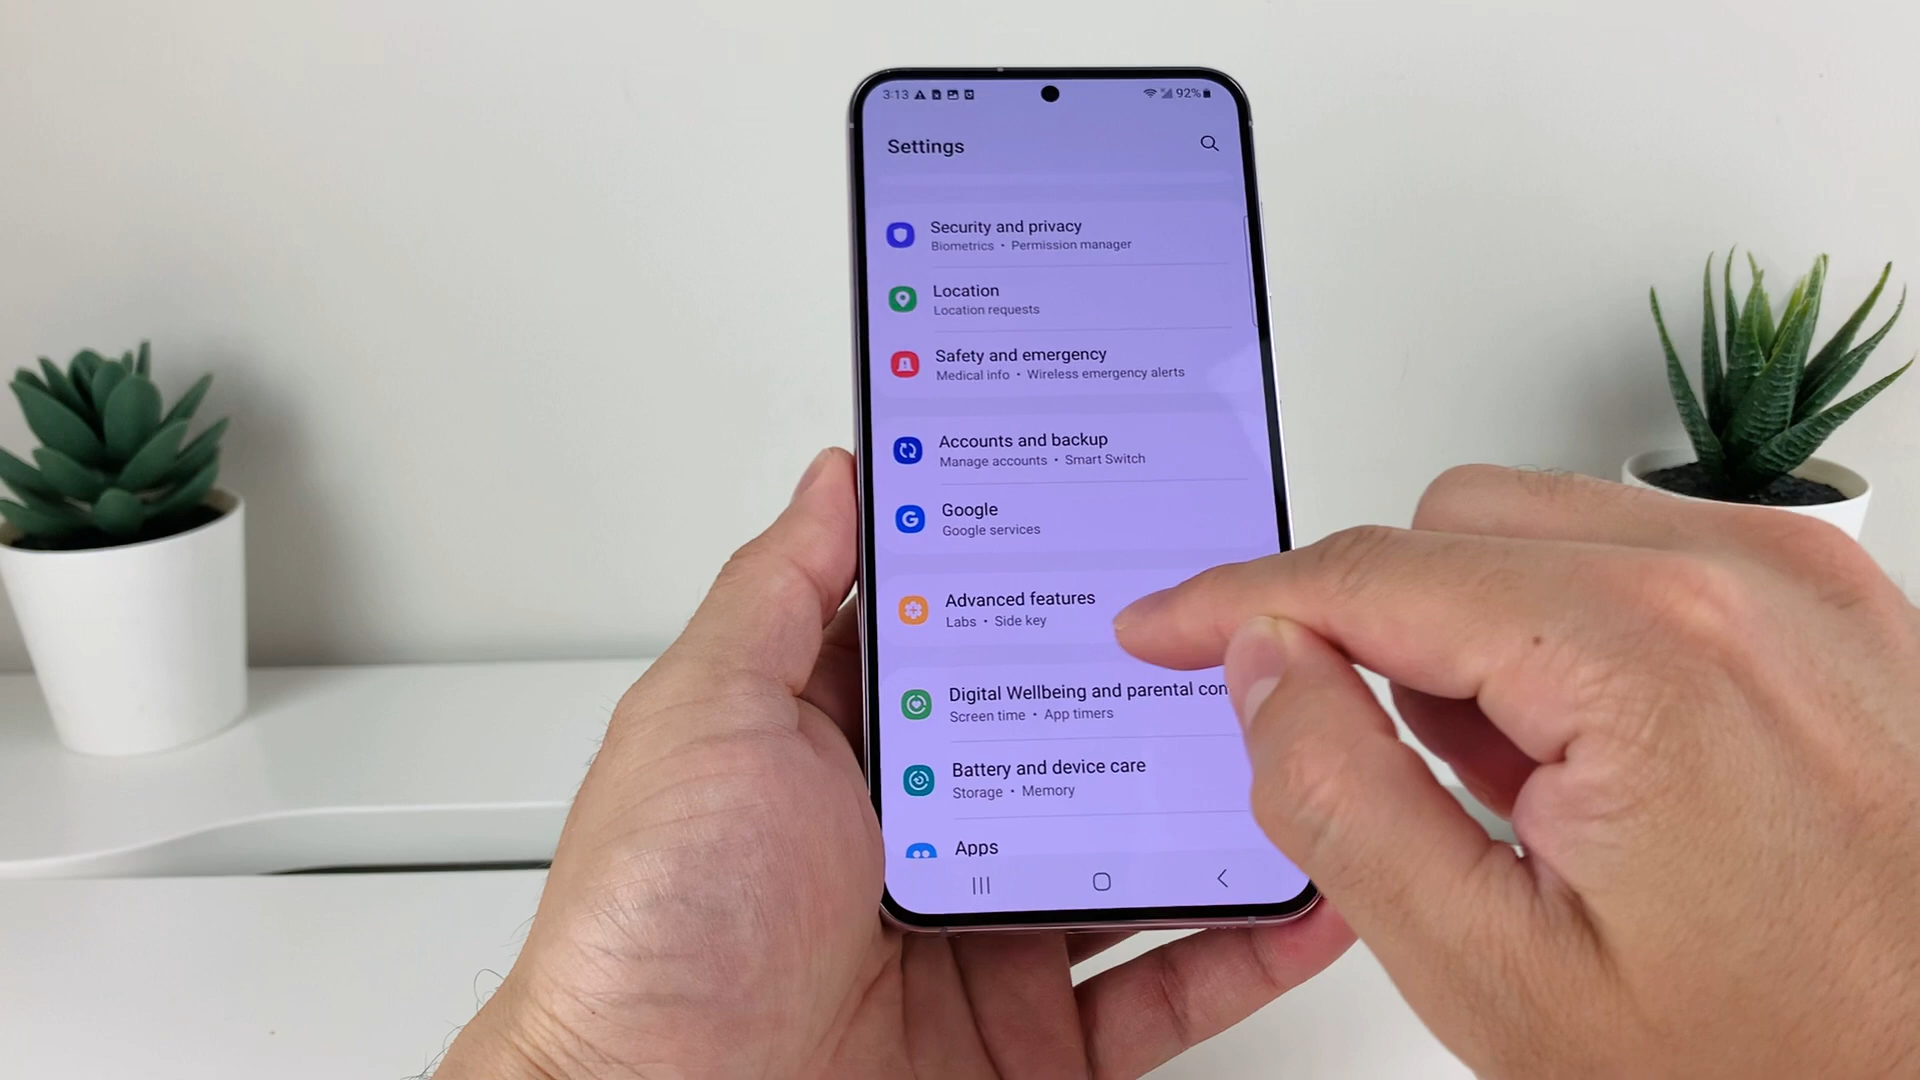 3:13
92%
Settings
Security and privacy
Biometrics • Permission manager
Location
Location requests
Safety and emergency
Medical info • Wireless emergency alerts
Accounts and backup
Manage accounts • Smart Switch
G
Google
Google services
Advanced features
Labs • Side key
Digital Wellbeing and parental con
Screen time • App timers
Battery and device care
Storage • Memory
Apps